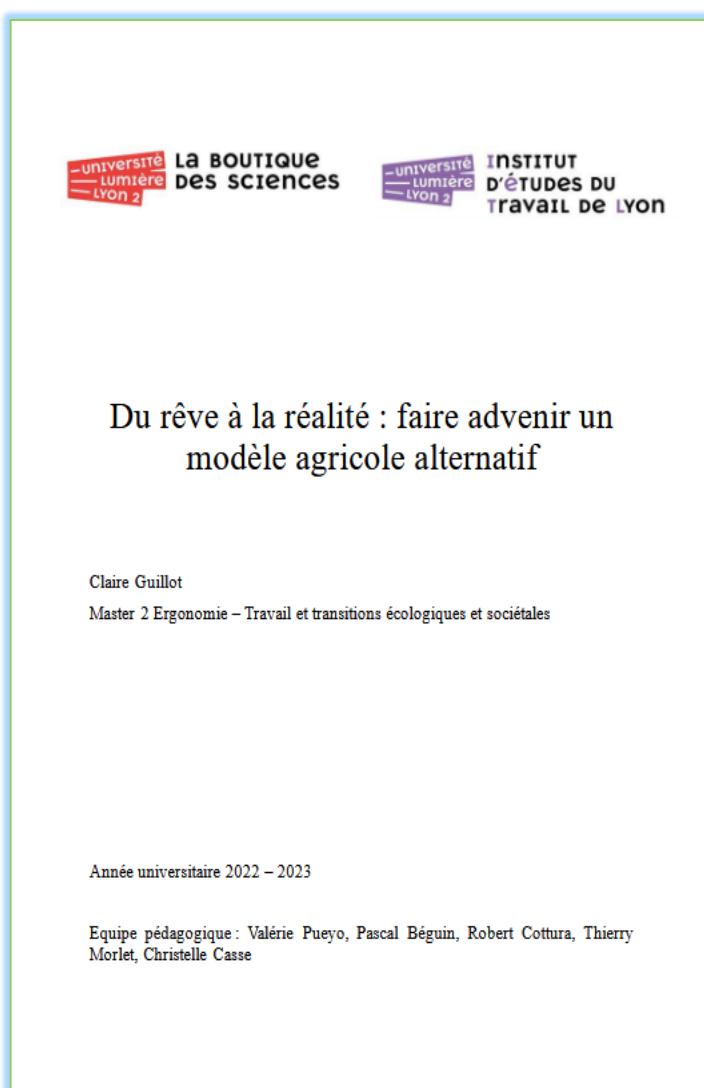 UNIVERSITÉ
LUMIÈRE
LYON 2
La BOUTIQUE
Des sciences
UNIVERSITÉ
LUMIÈRE
LYON 2
Institut
D'études du
Travail de Lyon
Du rêve à la réalité : faire advenir un
modèle agricole alternatif
Claire Guillot
Master 2 Ergonomie – Travail et transitions écologiques et sociétales
Année universitaire 2022 – 2023
Equipe pédagogique : Valérie Pueyo, Pascal Béguin, Robert Cottura, Thierry
Morlet, Christelle Casse